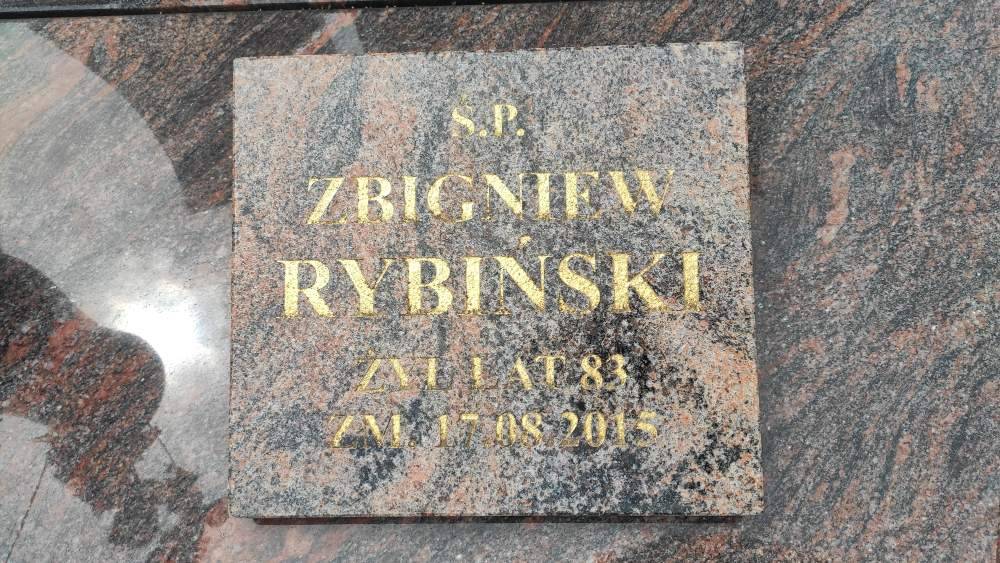 Ś.P.
ZBIGNIEW
RYBIŃSKI
ŻYŁ LAT 83
ZM. 17.08.2015